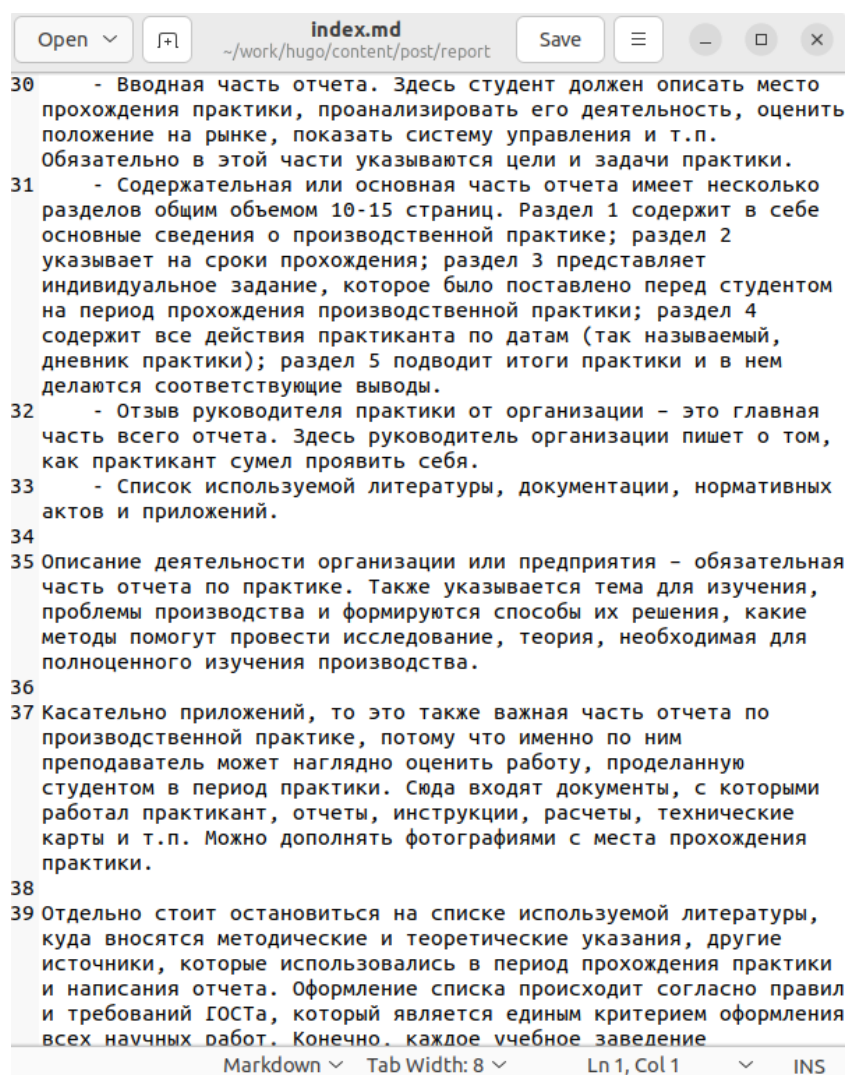 Open
index.md
~/work/hugo/content/post/report
Save
30 - Вводная часть отчета. Здесь студент должен описать место
прохождения практики, проанализировать его деятельность, оценить
положение на рынке, показать систему управления и т.п.
Обязательно в этой части указываются цели и задачи практики.
31 - Содержательная или основная часть отчета имеет несколько
разделов общим объемом 10-15 страниц. Раздел 1 содержит в себе
основные сведения о производственной практике; раздел 2
указывает на сроки прохождения; раздел 3 представляет
индивидуальное задание, которое было поставлено перед студентом
на период прохождения производственной практики; раздел 4
содержит все действия практиканта по датам (так называемый,
дневник практики); раздел 5 подводит итоги практики и в нем
делаются соответствующие выводы.
32 - Отзыв руководителя практики от организации – это главная
часть всего отчета. Здесь руководитель организации пишет о том,
как практикант сумел проявить себя.
33 - Список используемой литературы, документации, нормативных
актов и приложений.
34
35 Описание деятельности организации или предприятия – обязательная
часть отчета по практике. Также указывается тема для изучения,
проблемы производства и формируются способы их решения, какие
методы помогут провести исследование, теория, необходимая для
полноценного изучения производства.
36
37 Касательно приложений, то это также важная часть отчета по
производственной практике, потому что именно по ним
преподаватель может наглядно оценить работу, проделанную
студентом в период практики. Сюда входят документы, с которыми
работал практикант, отчеты, инструкции, расчеты, технические
карты и т.п. Можно дополнять фотографиями с места прохождения
практики.
38
39 Отдельно стоит остановиться на списке используемой литературы,
куда вносятся методические и теоретические указания, другие
источники, которые использовались в период прохождения практики
и написания отчета. Оформление списка происходит согласно правил
и требований ГОСТа, который является единым критерием оформления
всех научных работ. Конечно, каждое учебное заведение
Markdown Tab Width: 8 Ln 1, Col 1 INS